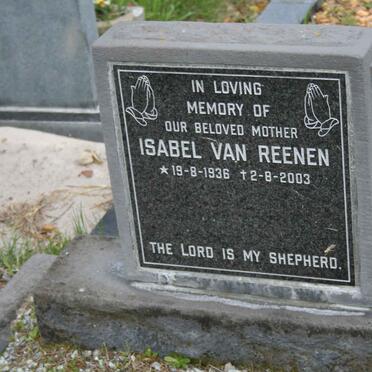 IN LOVING
MEMORY OF
OUR BELOVED MOTHER
ISABEL VAN REENEN
★19-8-1936 ✝2-8-2003
THE LORD IS MY SHEPHERD.